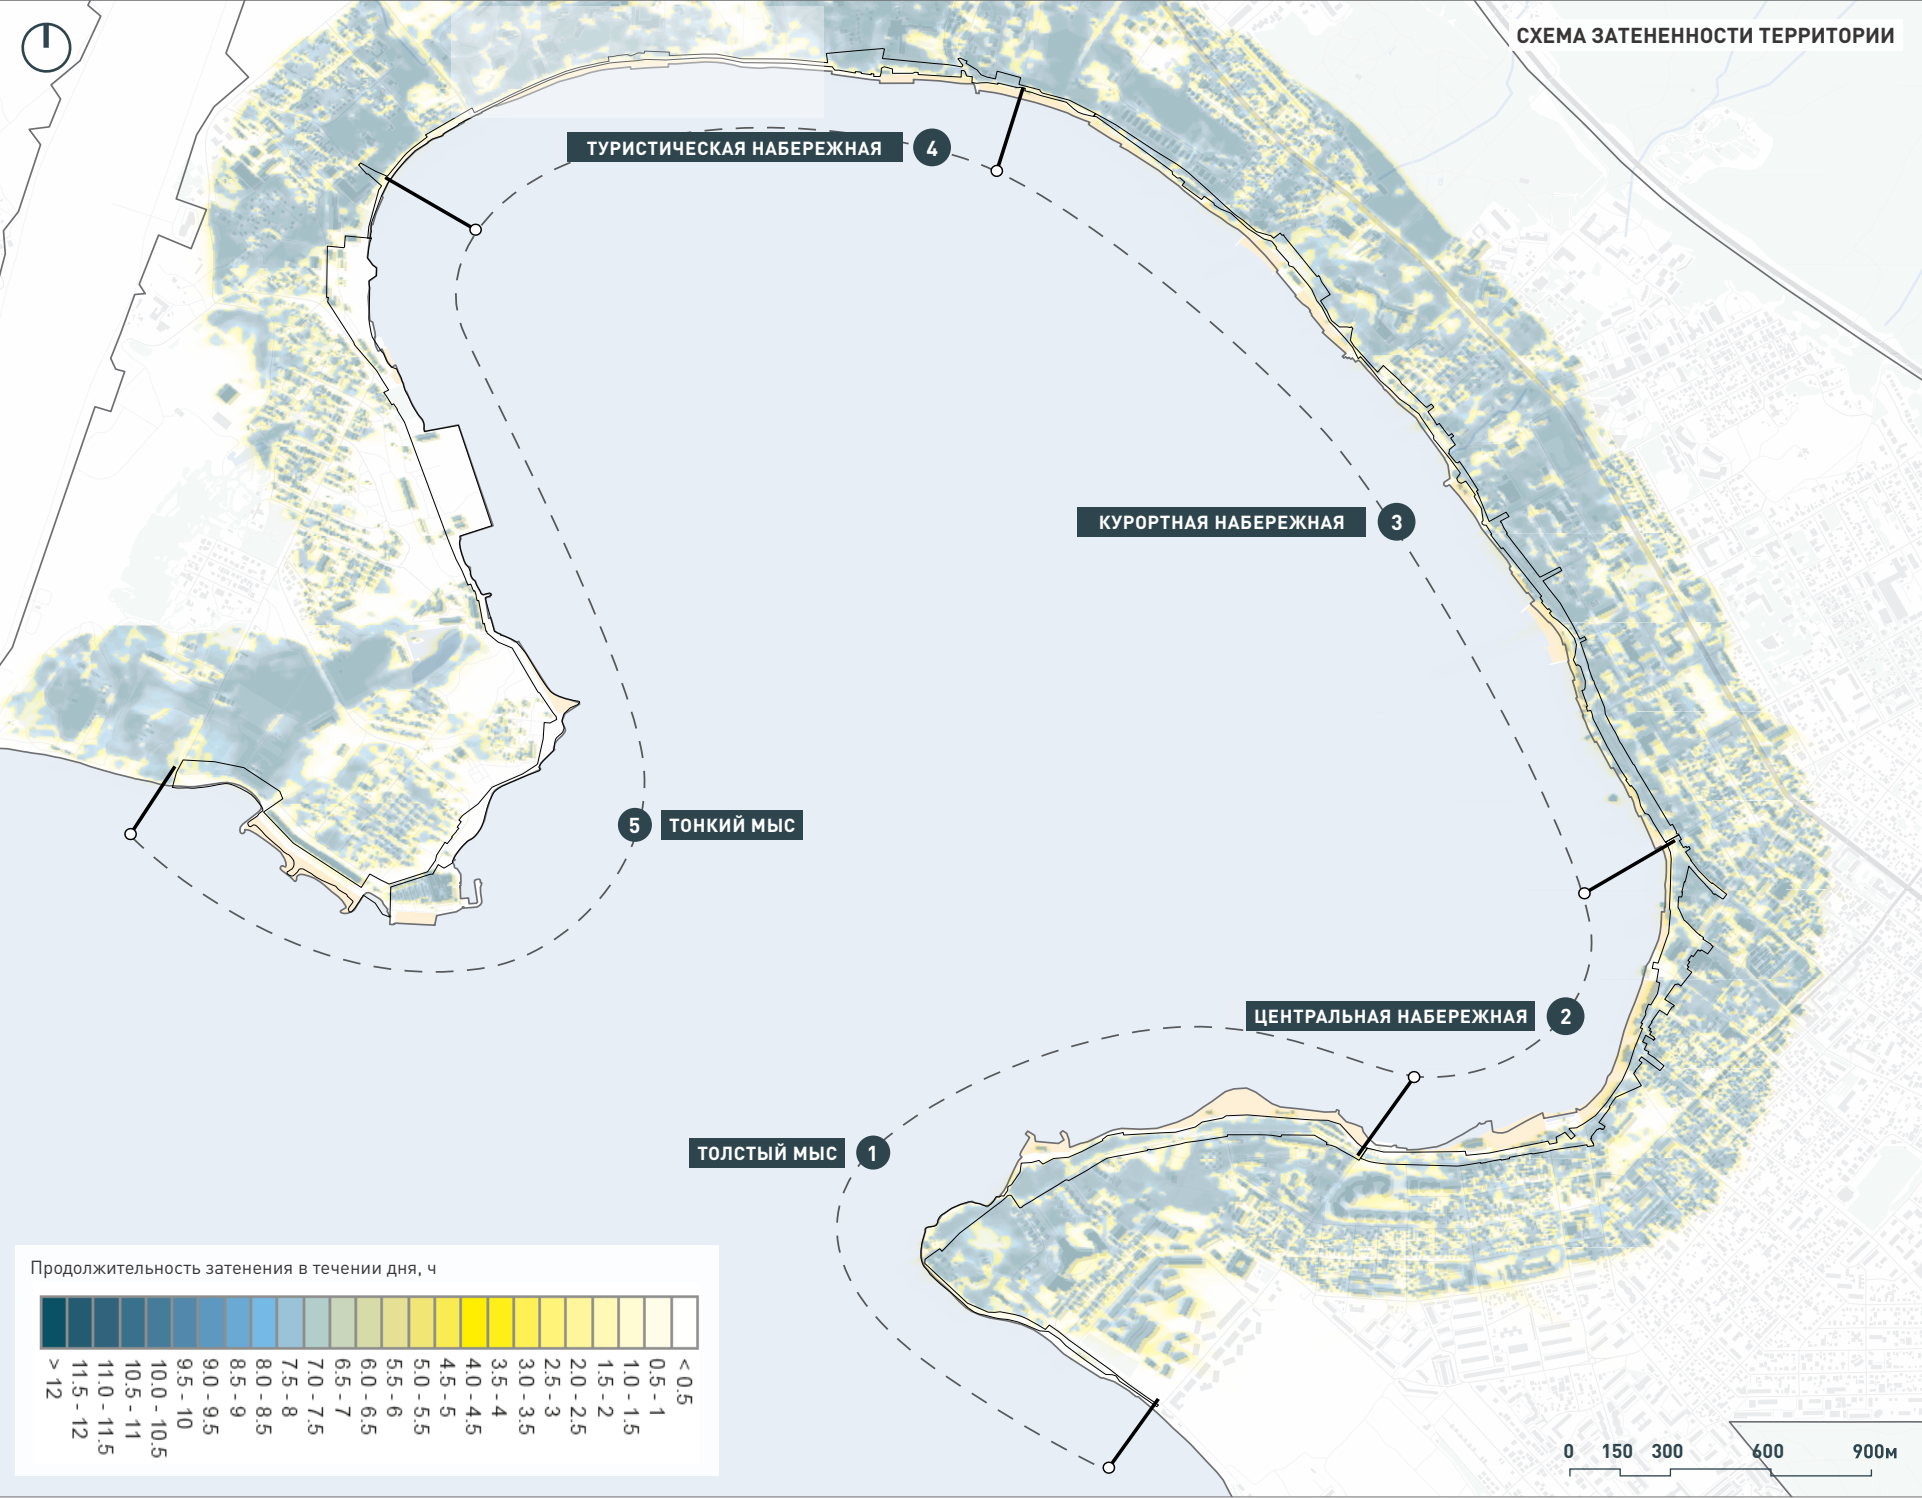 СХЕМА ЗАТЕНЕННОСТИ ТЕРРИТОРИИ
ТУРИСТИЧЕСКАЯ НАБЕРЕЖНАЯ 4
КУРОРТНАЯ НАБЕРЕЖНАЯ 3
5 ТОНКИЙ МЫС
ЦЕНТРАЛЬНАЯ НАБЕРЕЖНАЯ 2
ТОЛСТЫЙ МЫС 1
Продолжительность затенения в течении дня, ч
> 12
11.5 - 12
11.0 - 11.5
10.5 - 11
10.0 - 10.5
9.5 - 10
9.0 - 9.5
8.5 - 9
8.0 - 8.5
7.5 - 8
7.0 - 7.5
6.5 - 7
6.0 - 6.5
5.5 - 6
5.0 - 5.5
4.5 - 5
4.0 - 4.5
3.5 - 4
3.0 - 3.5
2.5 - 3
2.0 - 2.5
1.5 - 2
1.0 - 1.5
0.5 - 1
< 0.5
0 150 300 600 900м